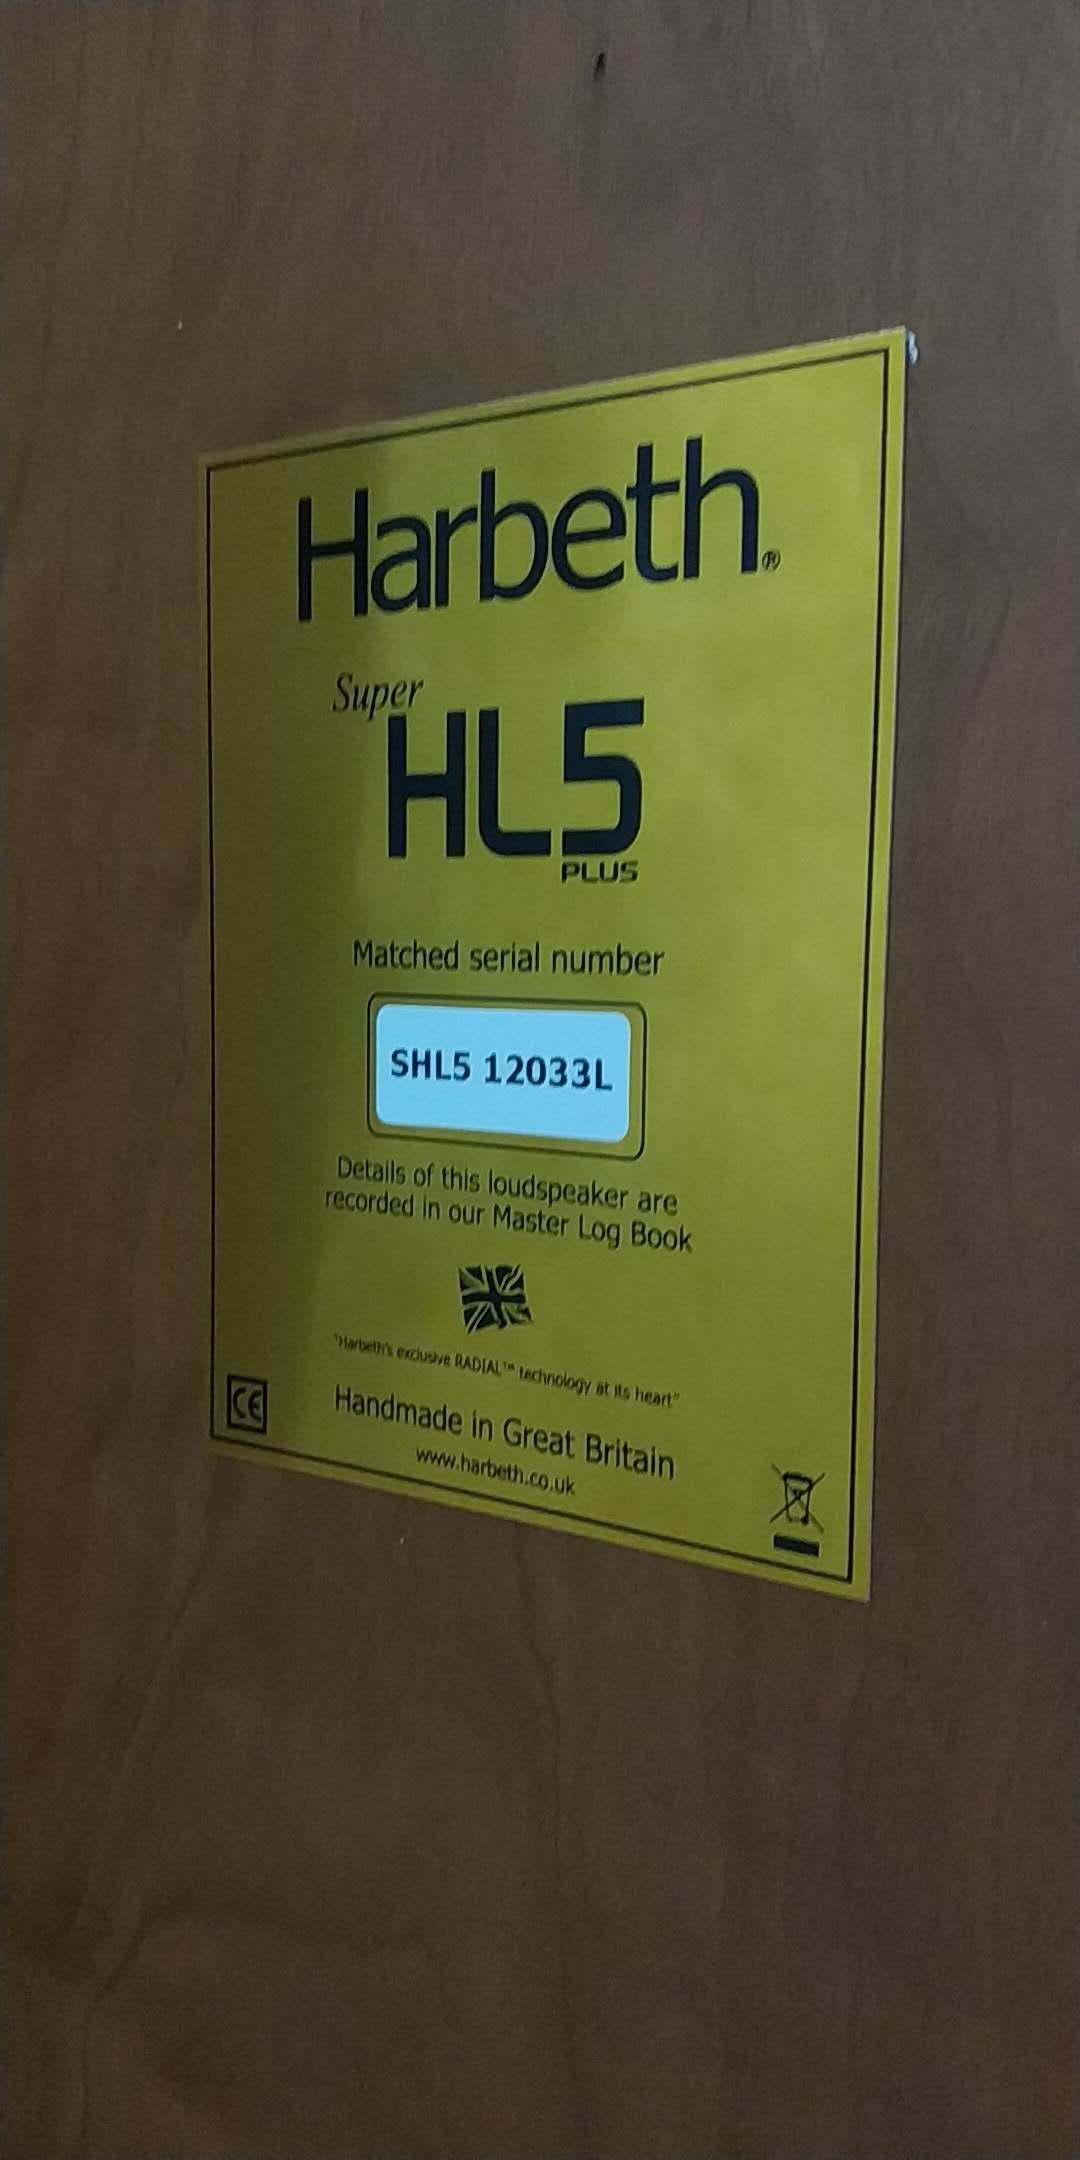 Harbeth®
Super
HL5
PLUS
Matched serial number
SHL5 12033L
Details of this loudspeaker are
recorded in our Master Log Book
"Harbeth's exclusive RADIAL™ technology at its heart"
CE
Handmade in Great Britain
www.harbeth.co.uk